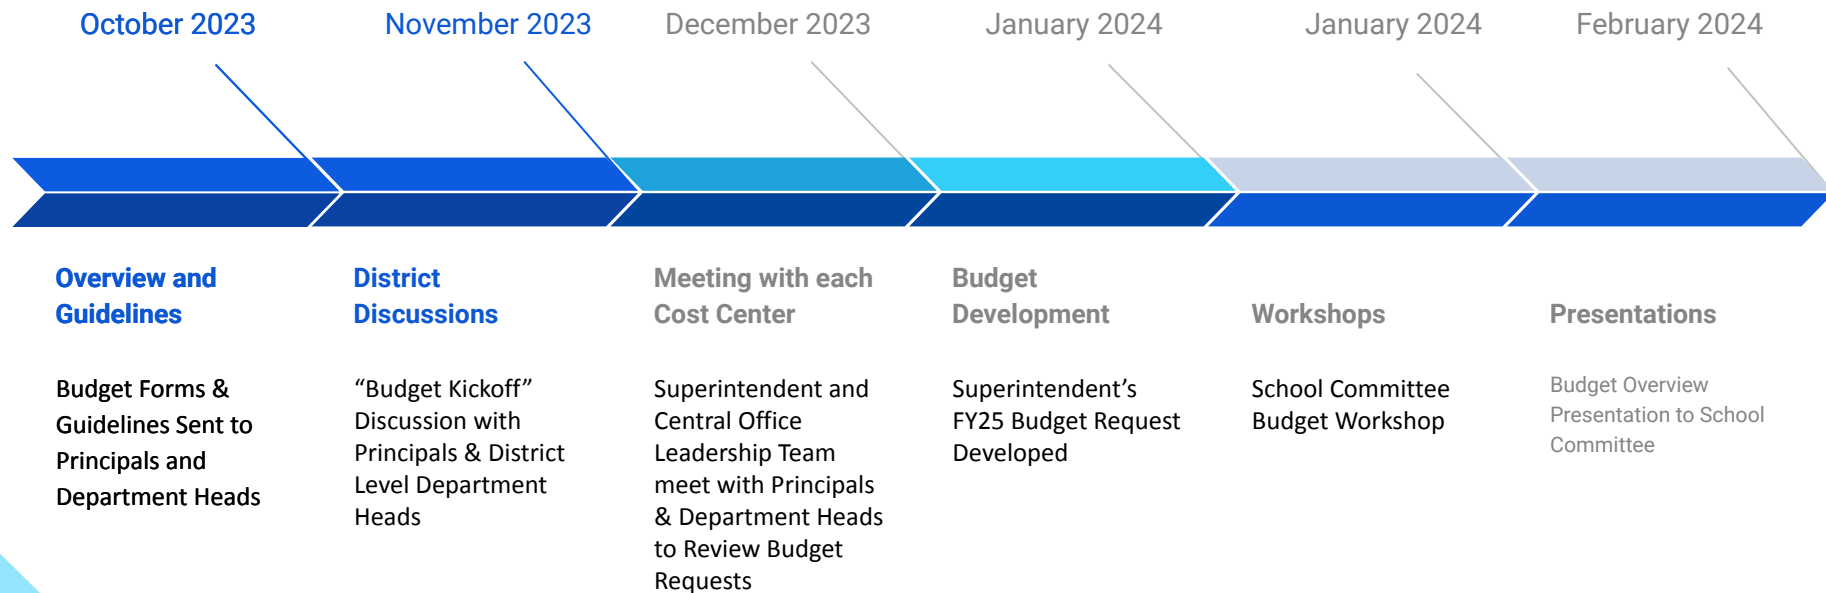 October 2023
November 2023
December 2023
January 2024
January 2024
February 2024
Overview and
Guidelines
Budget Forms &
Guidelines Sent to
Principals and
Department Heads
District
Discussions
“Budget Kickoff”
Discussion with
Principals & District
Level Department
Heads
Meeting with each
Cost Center
Superintendent and
Central Office
Leadership Team
meet with Principals
& Department Heads
to Review Budget
Requests
Budget
Development
Superintendent’s
FY25 Budget Request
Developed
Workshops
School Committee
Budget Workshop
Presentations
Budget Overview
Presentation to School
Committee